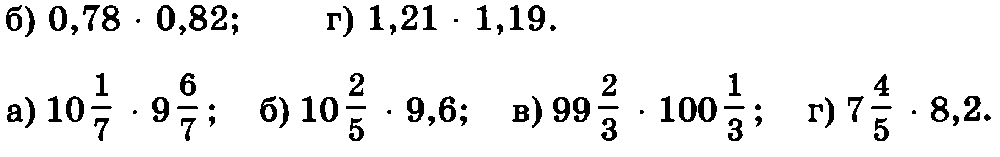 б) 0,78 · 0,82; г) 1,21 · 1,19.
а) 10 1/7 · 9 6/7; б) 10 2/5 · 9,6; в) 99 2/3 · 100 1/3; г) 7 4/5 · 8,2.